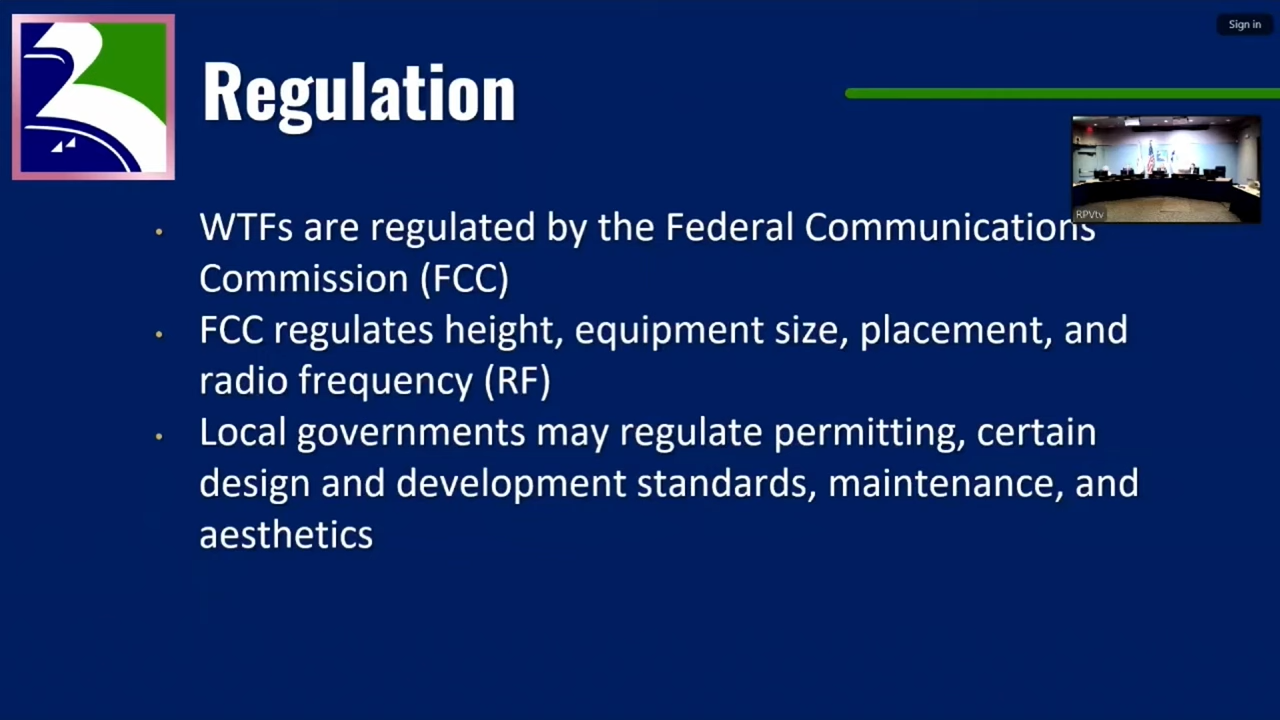 Sign in
Regulation
RPVtv
WTFs are regulated by the Federal Communications
Commission (FCC)
FCC regulates height, equipment size, placement, and
radio frequency (RF)
Local governments may regulate permitting, certain
design and development standards, maintenance, and
aesthetics